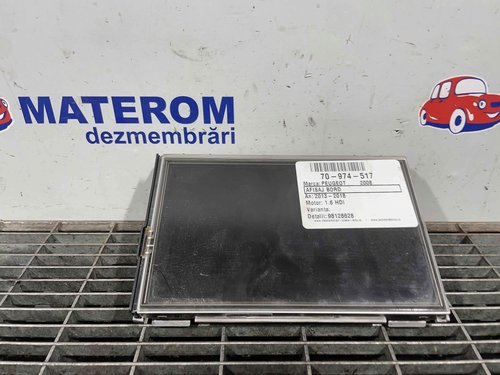 MATEROM
dezmembrări
70-974-517
Marca: PEUGEOT 2008
AFISAJ BORD
An: 2013 - 2018
Motor: 1.6 HDI
Varianta:
Detalii: 98128628